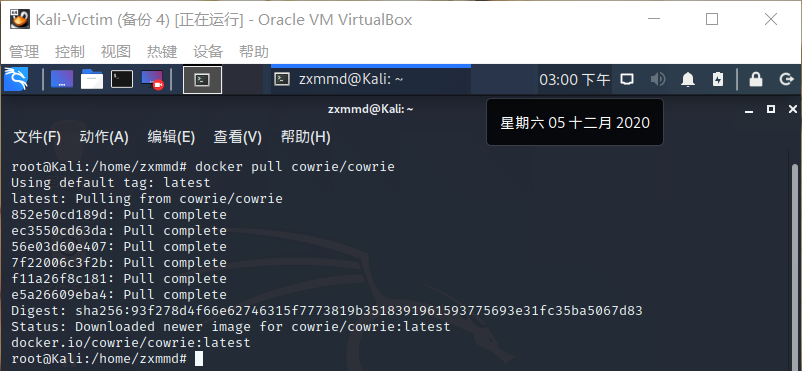 Kali-Victim (备份 4) [正在运行] - Oracle VM VirtualBox
管理 控制 视图 热键 设备 帮助
zxmmd@Kali: ~ 03:00 下午
zxmmd@Kali: ~
星期六 05 十二月 2020
文件(F) 动作(A) 编辑(E) 查看(V) 帮助(H)
root@Kali:/home/zxmmd# docker pull cowrie/cowrie
Using default tag: latest
latest: Pulling from cowrie/cowrie
852e50cd189d: Pull complete
ec3550cd63da: Pull complete
56e03d60e407: Pull complete
7f22006c3f2b: Pull complete
f11a26f8c181: Pull complete
e5a26609eba4: Pull complete
Digest: sha256:93f278d4f66e62746315f7773819b3518391961593775693e31fc35ba5067d83
Status: Downloaded newer image for cowrie/cowrie:latest
docker.io/cowrie/cowrie:latest
root@Kali:/home/zxmmd#